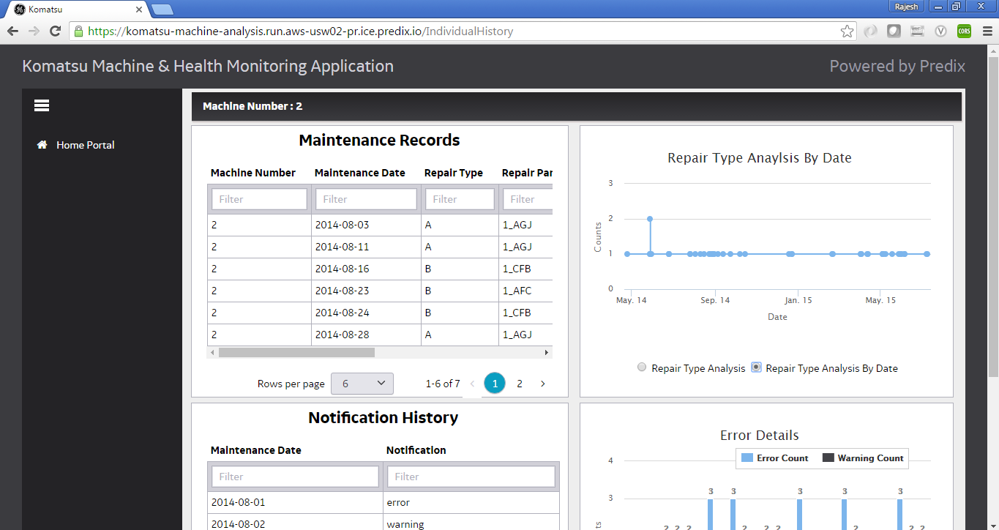 Komatsu
Rajesh
https://komatsu-machine-analysis.run.aws-usw02-pr.ice.predix.io/IndividualHistory
CORS
Komatsu Machine & Health Monitoring Application
Powered by Predix
Home Portal
Machine Number : 2
Maintenance Records
Machine Number Maintenance Date Repair Type Repair Par
Filter Filter Filter Filter
2 2014-08-03 A 1_AGJ
2 2014-08-11 A 1_AGJ
2 2014-08-16 B 1_CFB
2 2014-08-23 B 1_AFC
2 2014-08-24 B 1_CFB
2 2014-08-28 A 1_AGJ
Rows per page 6 1-6 of 7 1 2
Repair Type Anaylsis By Date
3
2
1
0
Counts
May. 14 Sep. 14 Jan. 15 May. 15
Date
Repair Type Analysis Repair Type Analysis By Date
Notification History
Maintenance Date Notification
Filter Filter
2014-08-01 error
2014-08-02 warning
Error Details
Error Count Warning Count
4
3
3 3 3 3 3
2 2 2 2 2 2 2 2 2